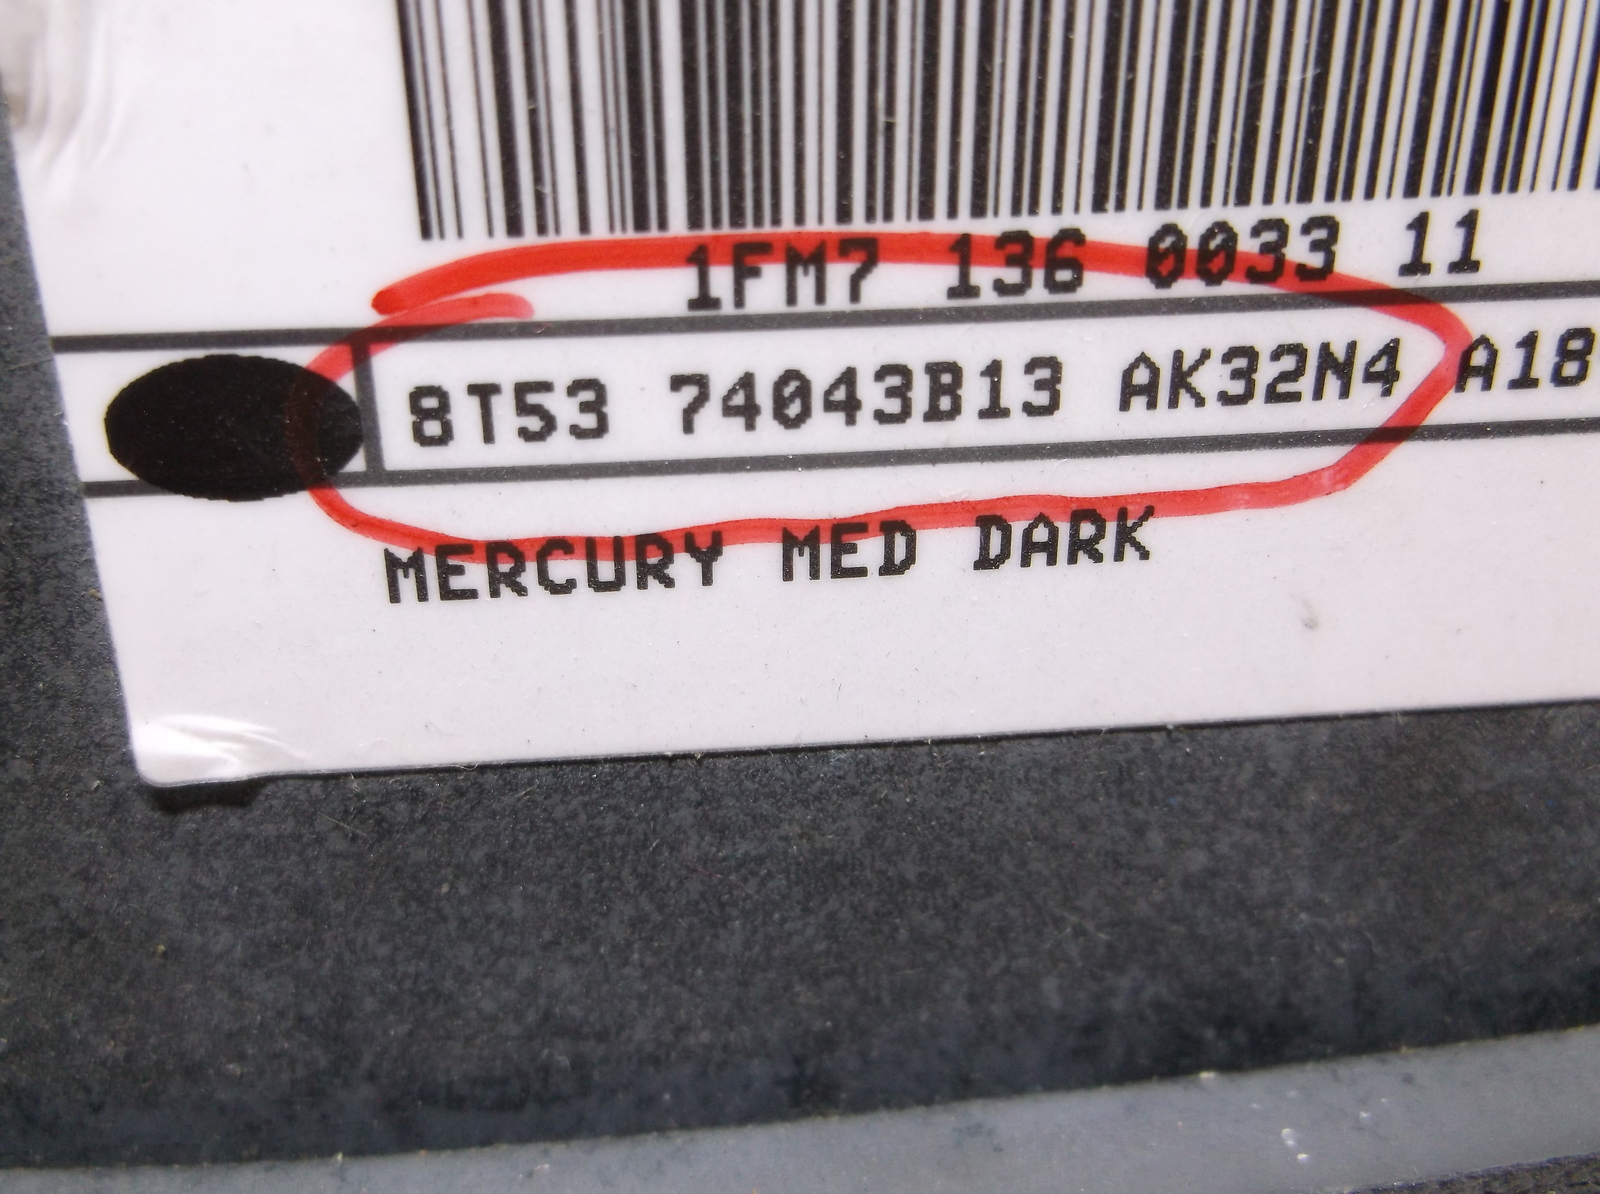 1FM7 136 0033 11
8T53 74043B13 AK32N4 A18
MERCURY MED DARK